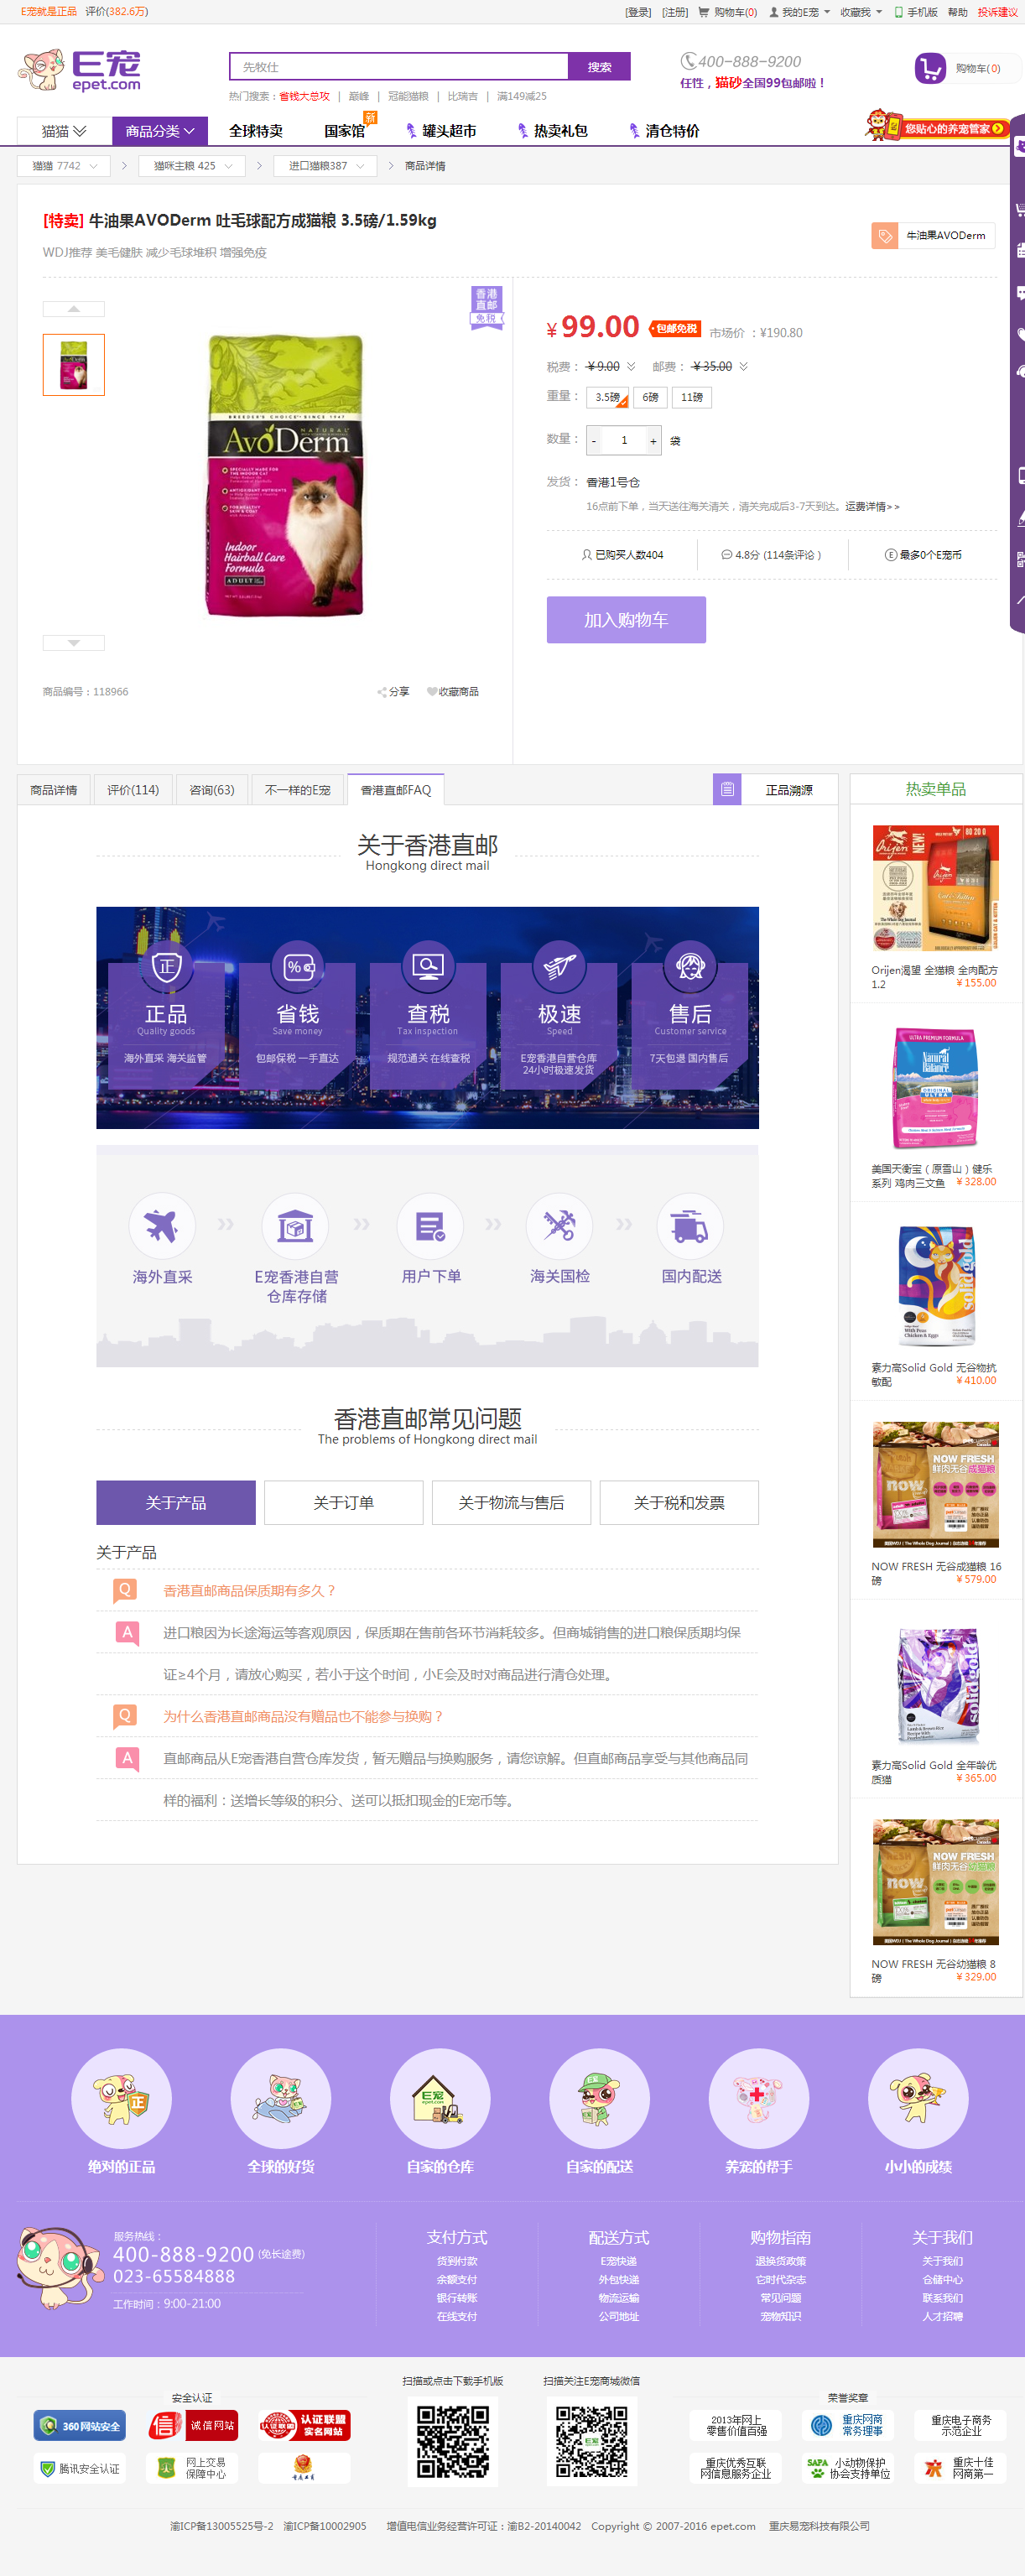 E宠就是正品 评价(382.6万)
[登录] [注册] 购物车(0) 我的E宠 收藏我 手机版 帮助 投诉建议
E宠
epet.com
先牧仕 搜索
热门搜索：省钱大总攻 | 巅峰 | 冠能猫粮 | 比瑞吉 | 满149减25
400-888-9200
任性，猫砂全国99包邮啦！
购物车(0)
猫猫 商品分类 全球特卖 国家馆 新 罐头超市 热卖礼包 清仓特价
您贴心的养宠管家
猫猫 7742 猫咪主粮 425 进口猫粮387 商品详情
[特卖] 牛油果AVODerm 吐毛球配方成猫粮 3.5磅/1.59kg
WDJ推荐 美毛健肤 减少毛球堆积 增强免疫
牛油果AVODerm
香港
直邮
免税
BREEDER'S CHOICE SINCE 1947
NATURAL
AvoDerm
Indoor
Hairball Care
Formula
ADULT
¥99.00 包邮免税 市场价 ：¥190.80
税费：¥9.00 邮费：¥35.00
重量： 3.5磅 6磅 11磅
数量： - 1 + 袋
发货： 香港1号仓
16点前下单，当天送往海关清关，清关完成后3-7天到达。运费详情>>
已购买人数404 4.8分 (114条评论 ) 最多0个E宠币
加入购物车
商品编号：118966 分享 收藏商品
商品详情 评价(114) 咨询(63) 不一样的E宠 香港直邮FAQ 正品溯源
关于香港直邮
Hongkong direct mail
正品 省钱 查税 极速 售后
Quality goods Save money Tax inspection Speed Customer service
海外直采 海关监管 包邮保税 一手直达 规范通关 在线查税 E宠香港自营仓库 7天包退 国内售后
24小时极速发货
海外直采 E宠香港自营 用户下单 海关国检 国内配送
仓库存储
香港直邮常见问题
The problems of Hongkong direct mail
关于产品 关于订单 关于物流与售后 关于税和发票
关于产品
Q 香港直邮商品保质期有多久？
A 进口粮因为长途海运等客观原因，保质期在售前各环节消耗较多。但商城销售的进口粮保质期均保
证≥4个月，请放心购买，若小于这个时间，小E会及时对商品进行清仓处理。
Q 为什么香港直邮商品没有赠品也不能参与换购？
A 直邮商品从E宠香港自营仓库发货，暂无赠品与换购服务，请您谅解。但直邮商品享受与其他商品同
样的福利：送增长等级的积分、送可以抵扣现金的E宠币等。
热卖单品
Orijen渴望 全猫粮 全肉配方
1.2 ¥155.00
美国天衡宝（原雪山）健乐
系列 鸡肉三文鱼 ¥328.00
素力高Solid Gold 无谷物抗
敏配 ¥410.00
NOW FRESH
鲜肉无谷成猫粮
NOW FRESH 无谷成猫粮 16
磅 ¥579.00
素力高Solid Gold 全年龄优
质猫 ¥365.00
NOW FRESH
鲜肉无谷幼猫粮
NOW FRESH 无谷幼猫粮 8
磅 ¥329.00
绝对的正品 全球的好货 自家的仓库 自家的配送 养宠的帮手 小小的成绩
服务热线：
400-888-9200 (免长途费)
023-65584888
工作时间：9:00-21:00
支付方式 配送方式 购物指南 关于我们
货到付款 E宠快递 退换货政策 关于我们
余额支付 外包快递 它时代杂志 仓储中心
银行转账 物流运输 常见问题 联系我们
在线支付 公司地址 宠物知识 人才招聘
安全认证 扫描或点击下载手机版 扫描关注E宠商城微信 荣誉奖章
360网站安全 诚信网站 认证联盟 实名网站
腾讯安全认证 网上交易 保障中心
2013年网上 零售价值百强 重庆网商 常务理事 重庆电子商务 示范企业
重庆优秀互联 网信息服务企业 SAPA 小动物保护 协会支持单位 重庆十佳 网商第一
渝ICP备13005525号-2 渝ICP备10002905 增值电信业务经营许可证：渝B2-20140042 Copyright © 2007-2016 epet.com 重庆易宠科技有限公司